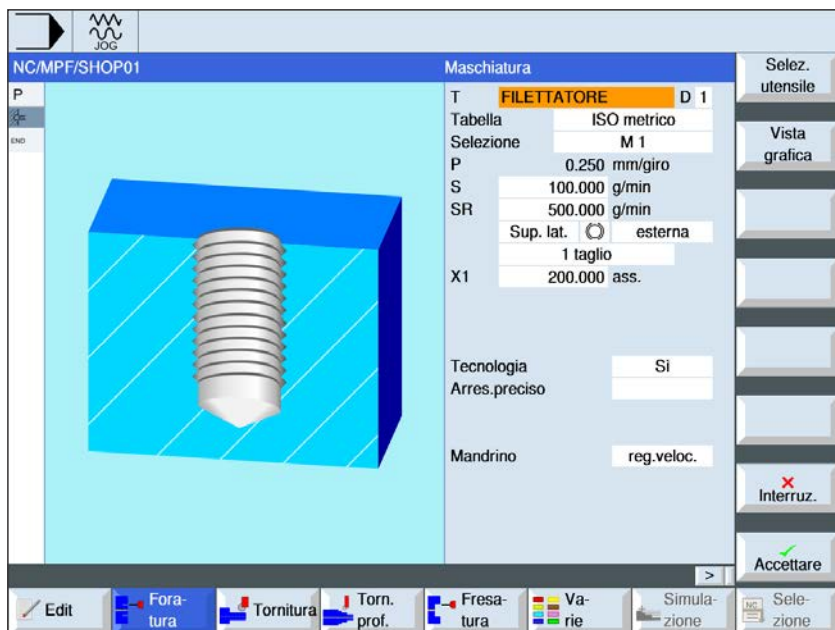 JOG
NC/MPF/SHOP01
Maschiatura
P
END
T FILETTATORE D 1
Tabella ISO metrico
Selezione M 1
P 0.250 mm/giro
S 100.000 g/min
SR 500.000 g/min
Sup. lat. esterna
1 taglio
X1 200.000 ass.
Tecnologia Sì
Arres.preciso
Mandrino reg.veloc.
Selez.
utensile
Vista
grafica
Interruz.
Accettare
>
Edit
Fora-
tura
Tornitura
Torn.
prof.
Fresa-
tura
Va-
rie
Simula-
zione
NC
Sele-
zione